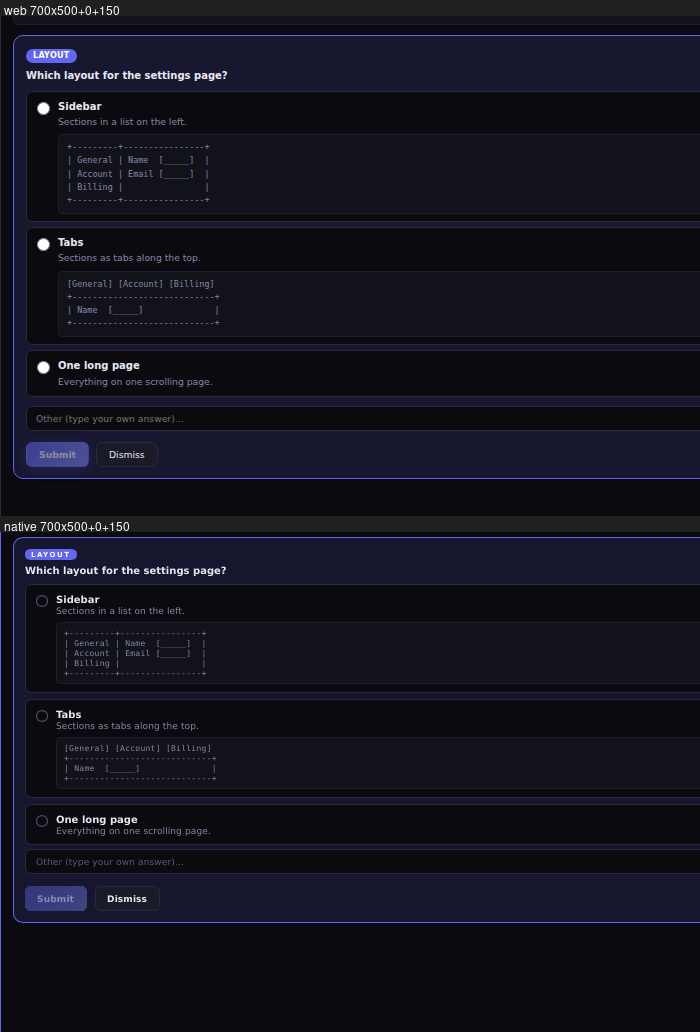 web 700x500+0+150
LAYOUT
Which layout for the settings page?
Sidebar
Sections in a list on the left.
+---------+----------------+
| General | Name  [_____]  |
| Account | Email [_____]  |
| Billing |                |
+---------+----------------+
Tabs
Sections as tabs along the top.
[General] [Account] [Billing]
+----------------------------+
| Name  [_____]              |
+----------------------------+
One long page
Everything on one scrolling page.
Other (type your own answer)...
Submit Dismiss
native 700x500+0+150
LAYOUT
Which layout for the settings page?
Sidebar
Sections in a list on the left.
+---------+----------------+
| General | Name  [_____]  |
| Account | Email [_____]  |
| Billing |                |
+---------+----------------+
Tabs
Sections as tabs along the top.
[General] [Account] [Billing]
+----------------------------+
| Name  [_____]              |
+----------------------------+
One long page
Everything on one scrolling page.
Other (type your own answer)...
Submit Dismiss